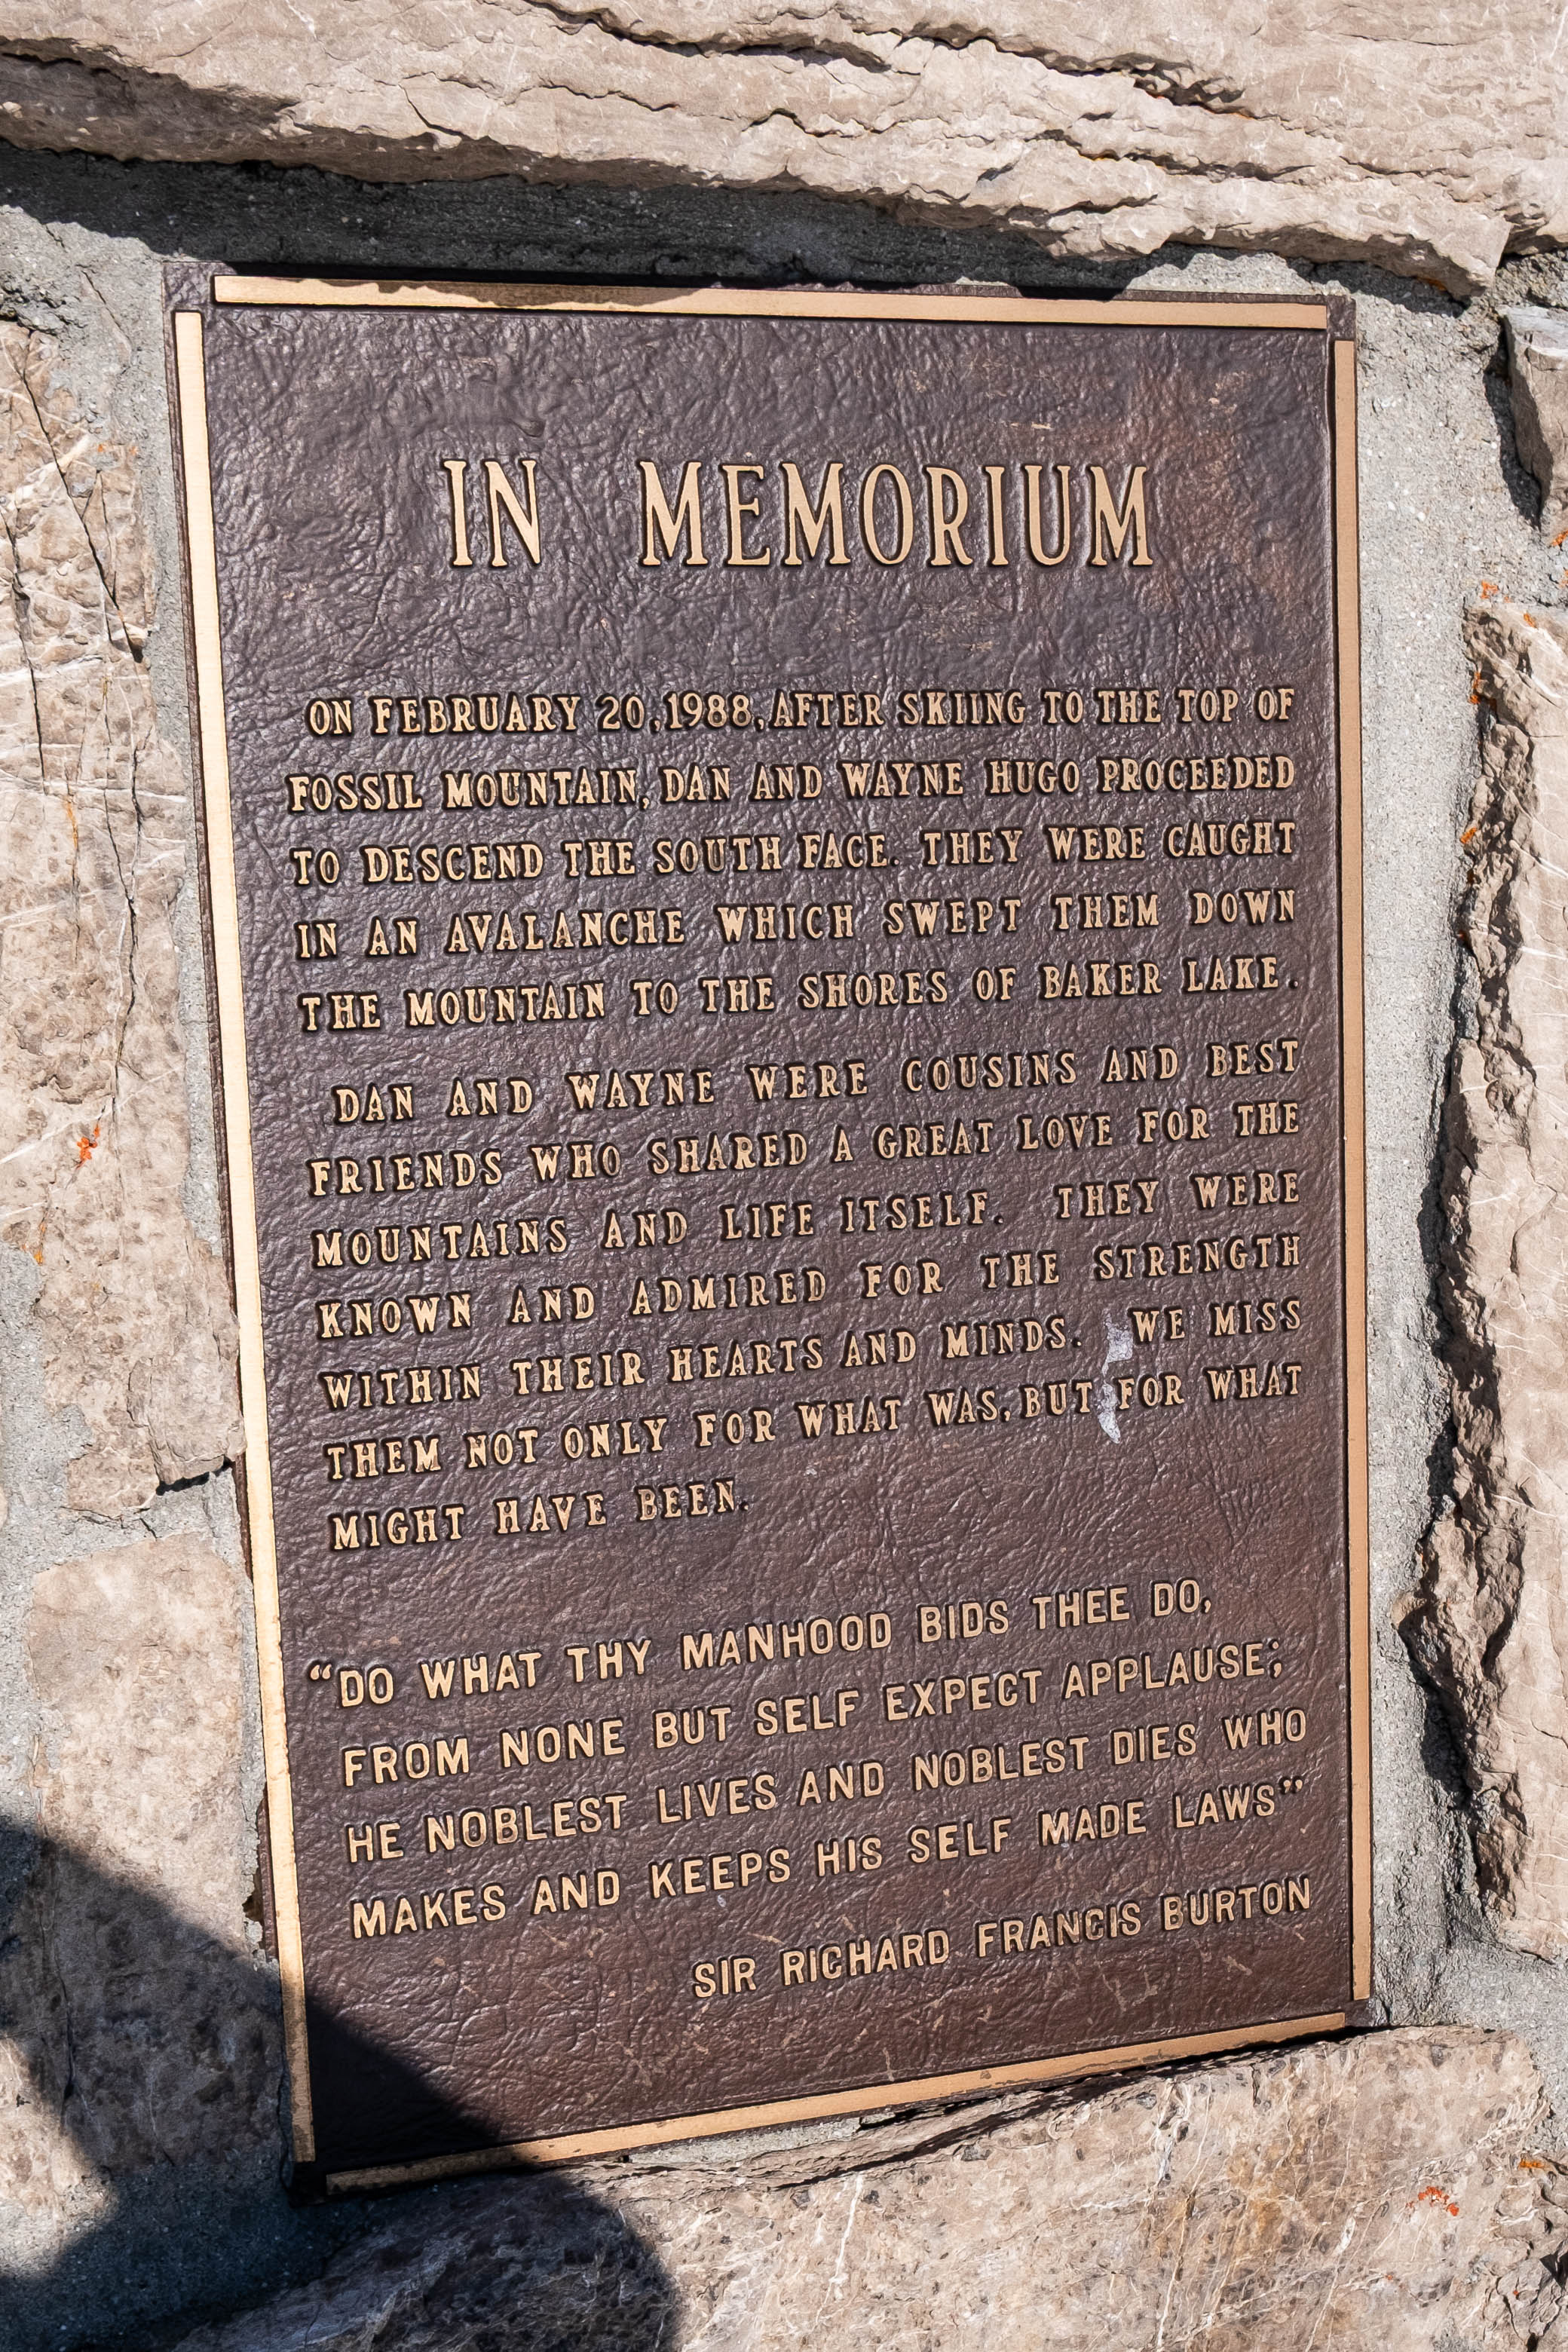 IN MEMORIUM
ON FEBRUARY 20, 1988, AFTER SKIING TO THE TOP OF
FOSSIL MOUNTAIN, DAN AND WAYNE HUGO PROCEEDED
TO DESCEND THE SOUTH FACE. THEY WERE CAUGHT
IN AN AVALANCHE WHICH SWEPT THEM DOWN
THE MOUNTAIN TO THE SHORES OF BAKER LAKE.
DAN AND WAYNE WERE COUSINS AND BEST
FRIENDS WHO SHARED A GREAT LOVE FOR THE
MOUNTAINS AND LIFE ITSELF. THEY WERE
KNOWN AND ADMIRED FOR THE STRENGTH
WITHIN THEIR HEARTS AND MINDS. WE MISS
THEM NOT ONLY FOR WHAT WAS, BUT FOR WHAT
MIGHT HAVE BEEN.
“DO WHAT THY MANHOOD BIDS THEE DO,
FROM NONE BUT SELF EXPECT APPLAUSE;
HE NOBLEST LIVES AND NOBLEST DIES WHO
MAKES AND KEEPS HIS SELF MADE LAWS”
SIR RICHARD FRANCIS BURTON